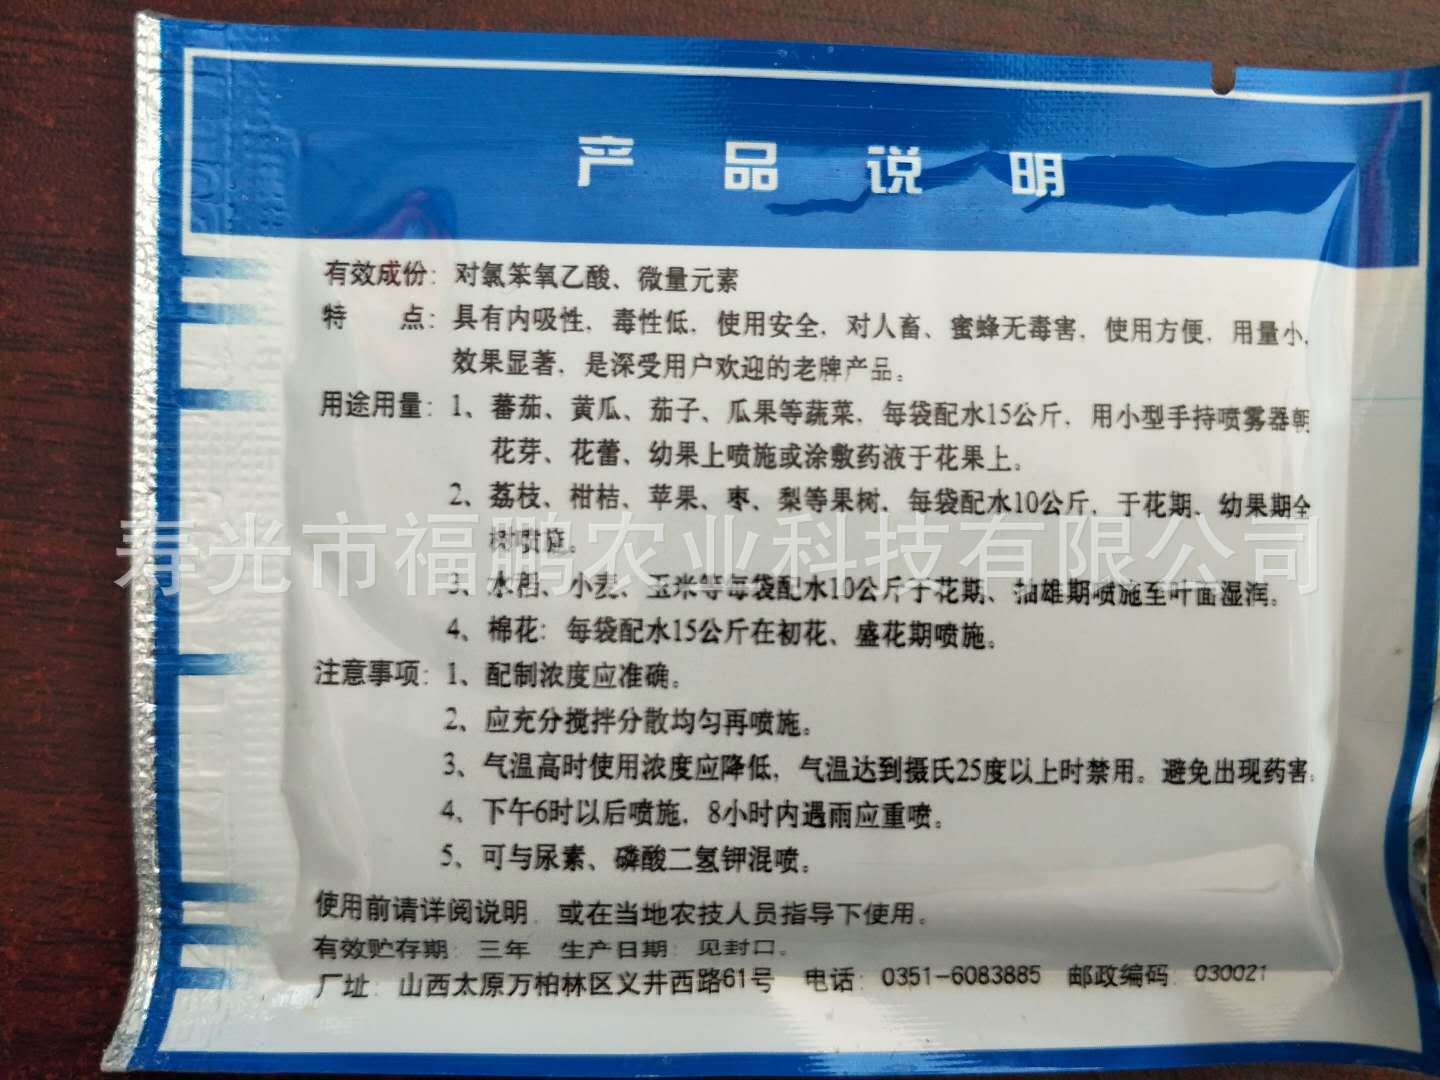 产品说明
有效成份：对氯笨氧乙酸、微量元素
特　点：具有内吸性，毒性低，使用安全，对人畜、蜜蜂无毒害，使用方便，用量小，
效果显著，是深受用户欢迎的老牌产品。
用途用量：1、蕃茄、黄瓜、茄子、瓜果等蔬菜，每袋配水15公斤，用小型手持喷雾器朝
花芽、花蕾、幼果上喷施或涂敷药液于花果上。
2、荔枝、柑桔、苹果、枣、梨等果树，每袋配水10公斤，于花期、幼果期全
树喷施。
寿光市福鹏农业科技有限公司
3、水稻、小麦、玉米等每袋配水10公斤于花期、抽雄期喷施至叶面湿润。
4、棉花：每袋配水15公斤在初花、盛花期喷施。
注意事项：1、配制浓度应准确。
2、应充分搅拌分散均匀再喷施。
3、气温高时使用浓度应降低，气温达到摄氏25度以上时禁用。避免出现药害。
4、下午6时以后喷施，8小时内遇雨应重喷。
5、可与尿素、磷酸二氢钾混喷。
使用前请详阅说明，或在当地农技人员指导下使用。
有效贮存期：三年　生产日期：见封口。
厂址：山西太原万柏林区义井西路61号　电话：0351-6083885　邮政编码：030021